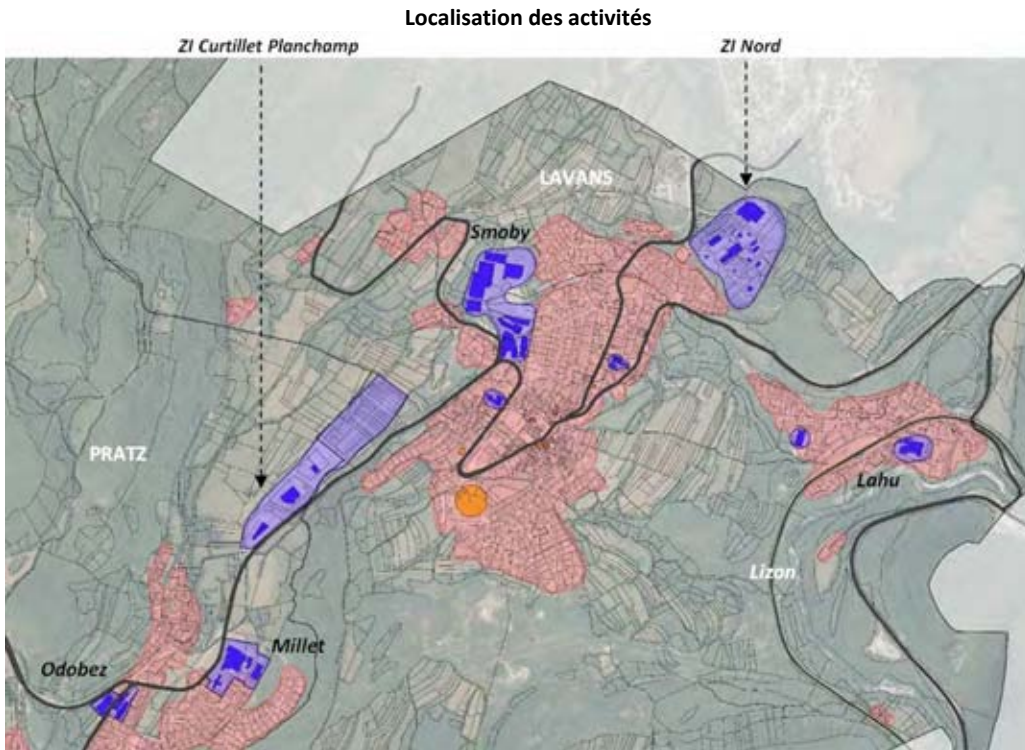 Localisation des activités
ZI Curtillet Planchamp
ZI Nord
LAVANS
Smoby
PRATZ
Lahu
Lizon
Millet
Odobez